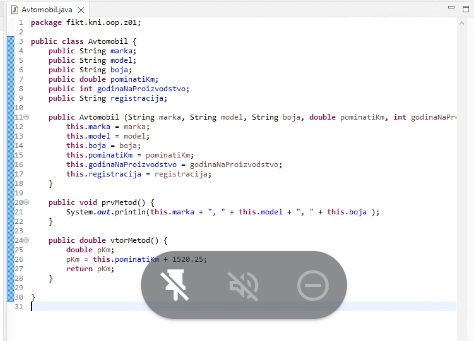 Avtomobil.java
1 package fikt.kni.oop.z01;
2
3 public class Avtomobil {
4 public String marka;
5 public String model;
6 public String boja;
7 public double pominatiKm;
8 public int godinaNaProizvodstvo;
9 public String registracija;
10
11 public Avtomobil (String marka, String model, String boja, double pominatiKm, int godinaNaPro
12 this.marka = marka;
13 this.model = model;
14 this.boja = boja;
15 this.pominatiKm = pominatiKm;
16 this.godinaNaProizvodstvo = godinaNaProizvodstvo;
17 this.registracija = registracija;
18 }
19
20 public void prvMetod() {
21 System.out.println(this.marka + ", " + this.model + ", " + this.boja );
22 }
23
24 public double vtorMetod() {
25 double pKm;
26 pKm = this.pominatiKm + 1520.25;
27 return pKm;
28 }
29
30 }
31